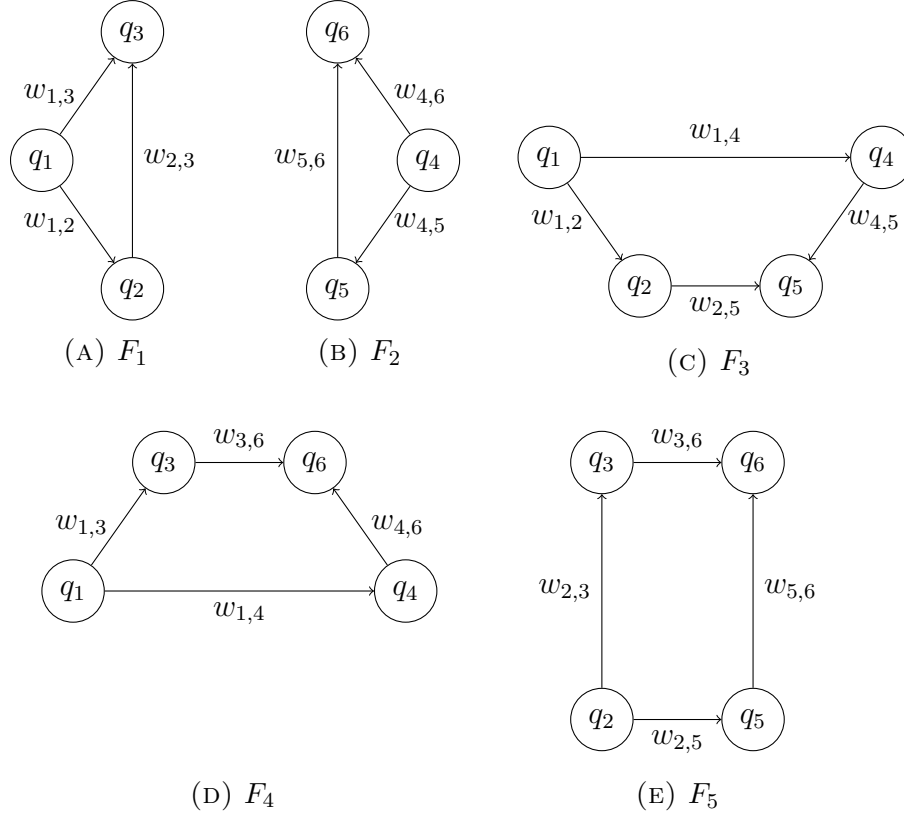 q3
q6
w1,3
w4,6
q1
w2,3
w5,6
q4
w1,2
w4,5
q2
q5
(A) F1
(B) F2
q1
w1,4
q4
w1,2
w4,5
q2
w2,5
q5
(C) F3
q3
w3,6
q6
w1,3
w4,6
q1
w1,4
q4
(D) F4
q3
w3,6
q6
w2,3
w5,6
q2
w2,5
q5
(E) F5